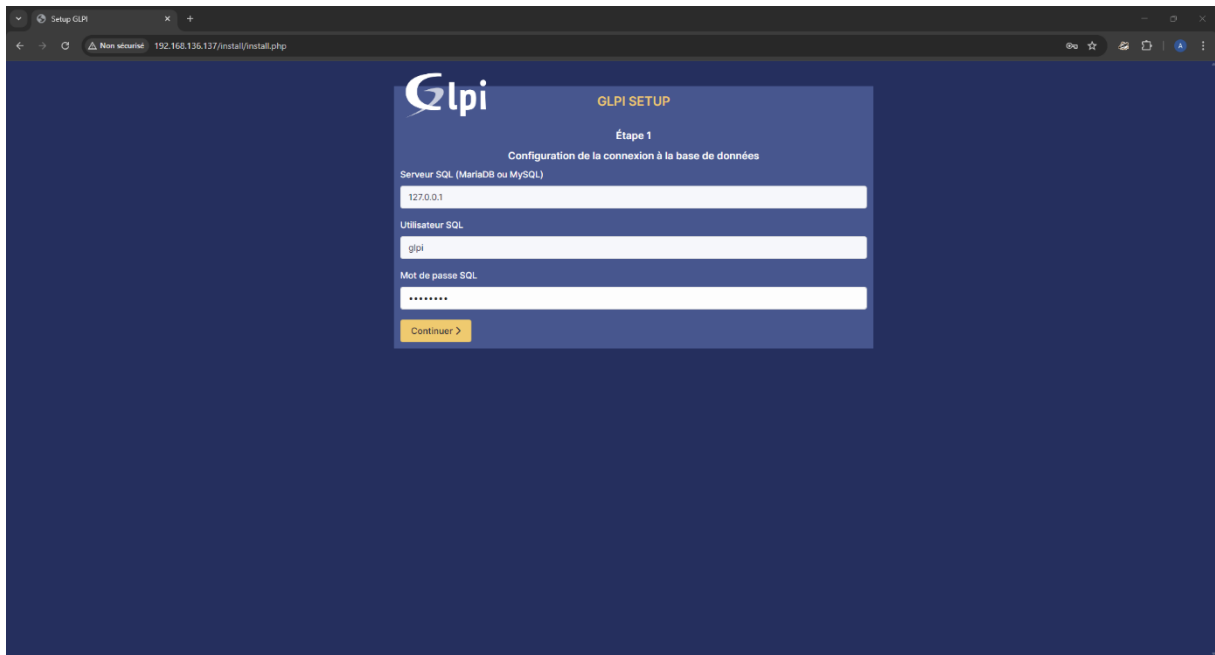 Setup GLPI
Non sécurisé 192.168.136.137/install/install.php
A
Glpi
GLPI SETUP
Étape 1
Configuration de la connexion à la base de données
Serveur SQL (MariaDB ou MySQL)
127.0.0.1
Utilisateur SQL
glpi
Mot de passe SQL
••••••••
Continuer